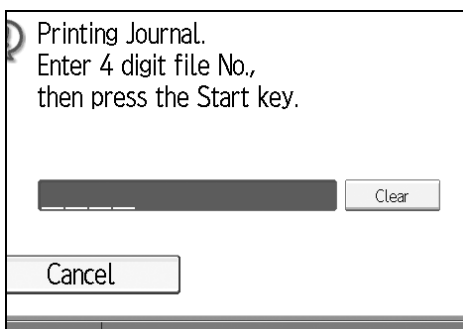 Printing Journal.
Enter 4 digit file No.,
then press the Start key.
Clear
Cancel